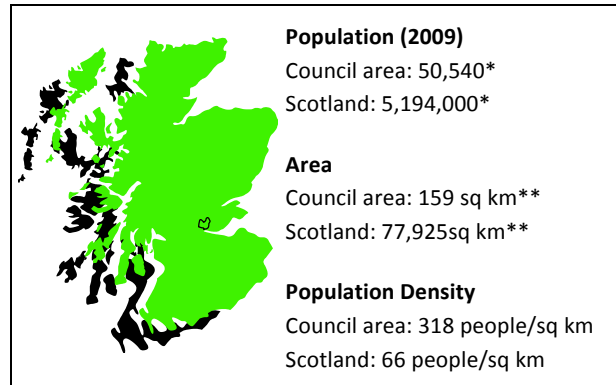 Population (2009)
Council area: 50,540*
Scotland: 5,194,000*
Area
Council area: 159 sq km**
Scotland: 77,925sq km**
Population Density
Council area: 318 people/sq km
Scotland: 66 people/sq km